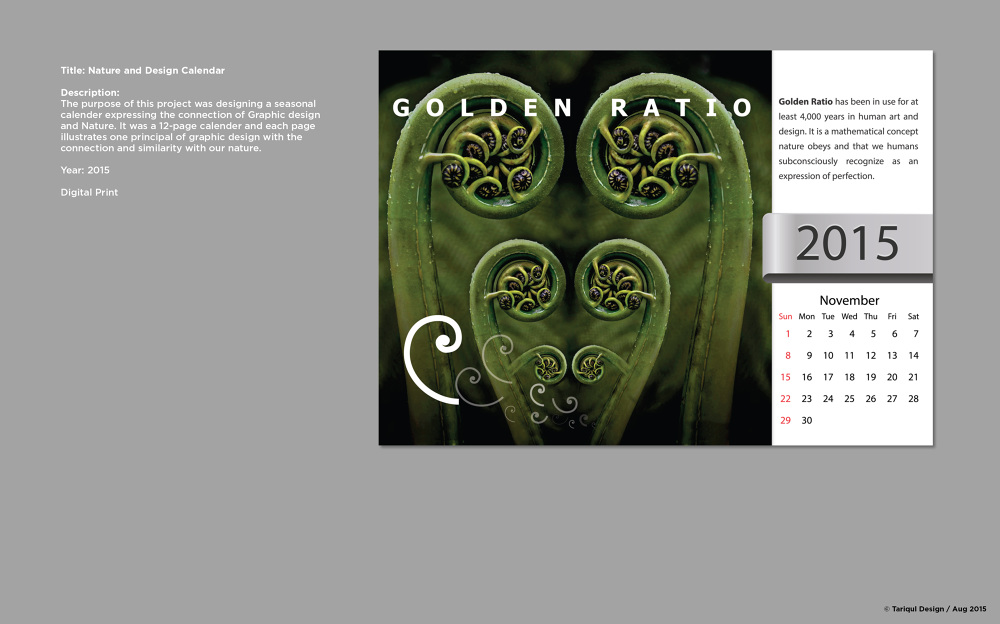 Title: Nature and Design Calendar
Description:
The purpose of this project was designing a seasonal
calender expressing the connection of Graphic design
and Nature. It was a 12-page calender and each page
illustrates one principal of graphic design with the
connection and similarity with our nature.
Year: 2015
Digital Print
GOLDEN RATIO
Golden Ratio has been in use for at
least 4,000 years in human art and
design. It is a mathematical concept
nature obeys and that we humans
subconsciously recognize as an
expression of perfection.
2015
November
Sun Mon Tue Wed Thu Fri Sat
1 2 3 4 5 6 7
8 9 10 11 12 13 14
15 16 17 18 19 20 21
22 23 24 25 26 27 28
29 30
© Tariqul Design / Aug 2015